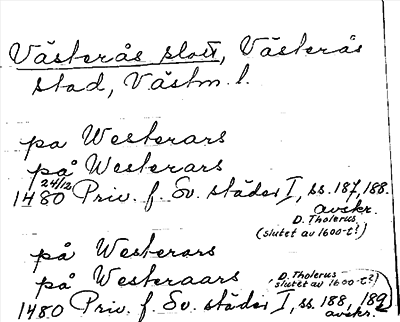 Västerås slott, Västerås
stad, Västm. l.
på Westerars
på Westerars
24/12
1480 Priv. f. Sv. städer I, ss. 187, 188.
avskr.
D. Tholerus
(slutet av 1600-t?)
på Westerars
på Westeraars
D. Tholerus
(slutet av 1600-t?)
1480 Priv. f. Sv. städer I, ss. 188, 189
avskr.